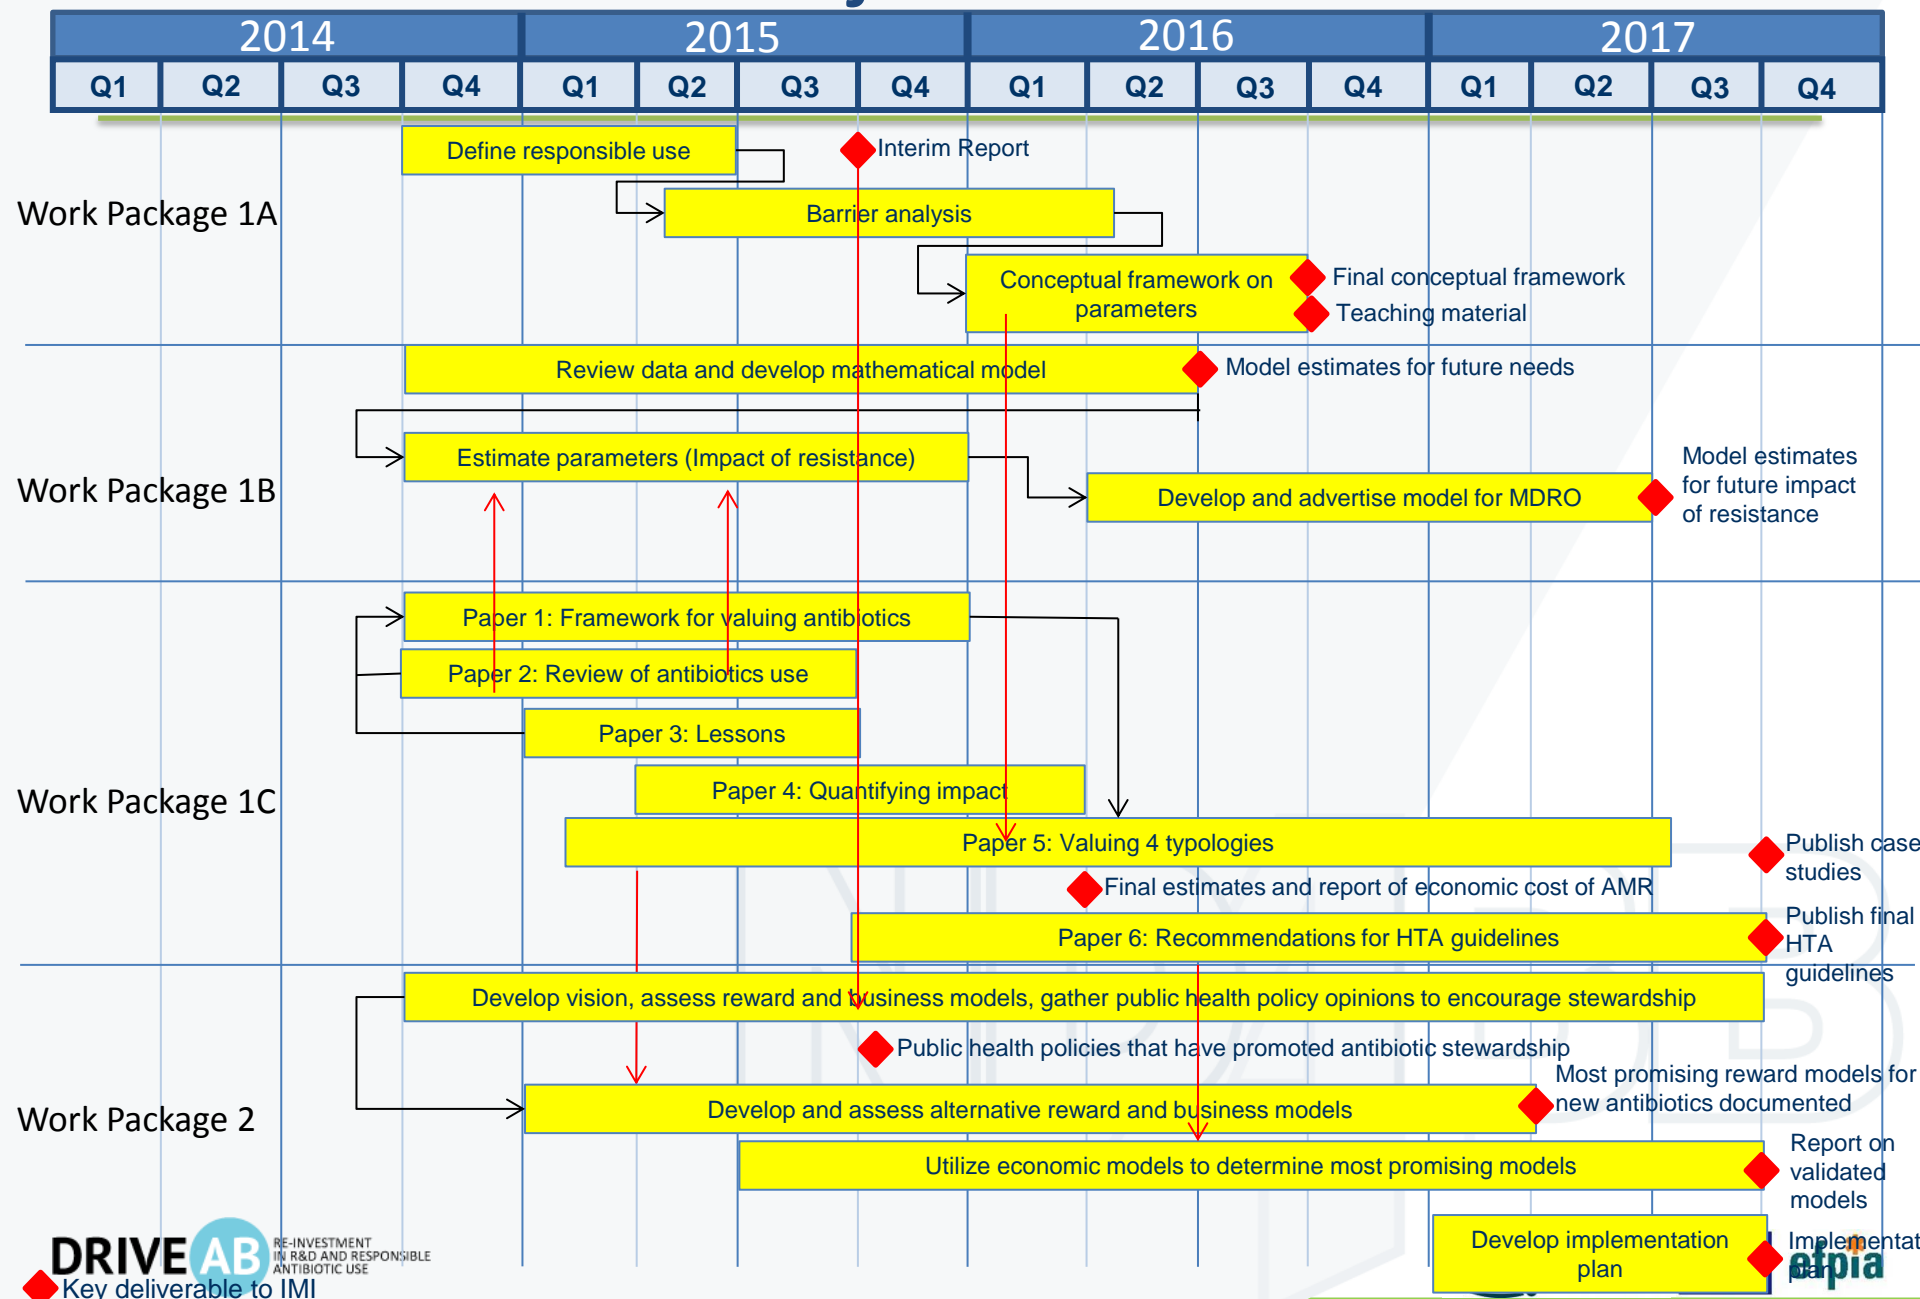 2014 2015 2016 2017
Q1 Q2 Q3 Q4 Q1 Q2 Q3 Q4 Q1 Q2 Q3 Q4 Q1 Q2 Q3 Q4
Work Package 1A
Define responsible use
Interim Report
Barrier analysis
Conceptual framework on
parameters
Final conceptual framework
Teaching material
Work Package 1B
Review data and develop mathematical model
Model estimates for future needs
Estimate parameters (Impact of resistance)
Develop and advertise model for MDRO
Model estimates
for future impact
of resistance
Work Package 1C
Paper 1: Framework for valuing antibiotics
Paper 2: Review of antibiotics use
Paper 3: Lessons
Paper 4: Quantifying impact
Paper 5: Valuing 4 typologies
Publish case
studies
Final estimates and report of economic cost of AMR
Paper 6: Recommendations for HTA guidelines
Publish final
HTA
guidelines
Work Package 2
Develop vision, assess reward and business models, gather public health policy opinions to encourage stewardship
Public health policies that have promoted antibiotic stewardship
Develop and assess alternative reward and business models
Most promising reward models for
new antibiotics documented
Utilize economic models to determine most promising models
Report on
validated
models
Develop implementation
plan
Implementat
plan
DRIVE AB
RE-INVESTMENT
IN R&D AND RESPONSIBLE
ANTIBIOTIC USE
Key deliverable to IMI
efpia